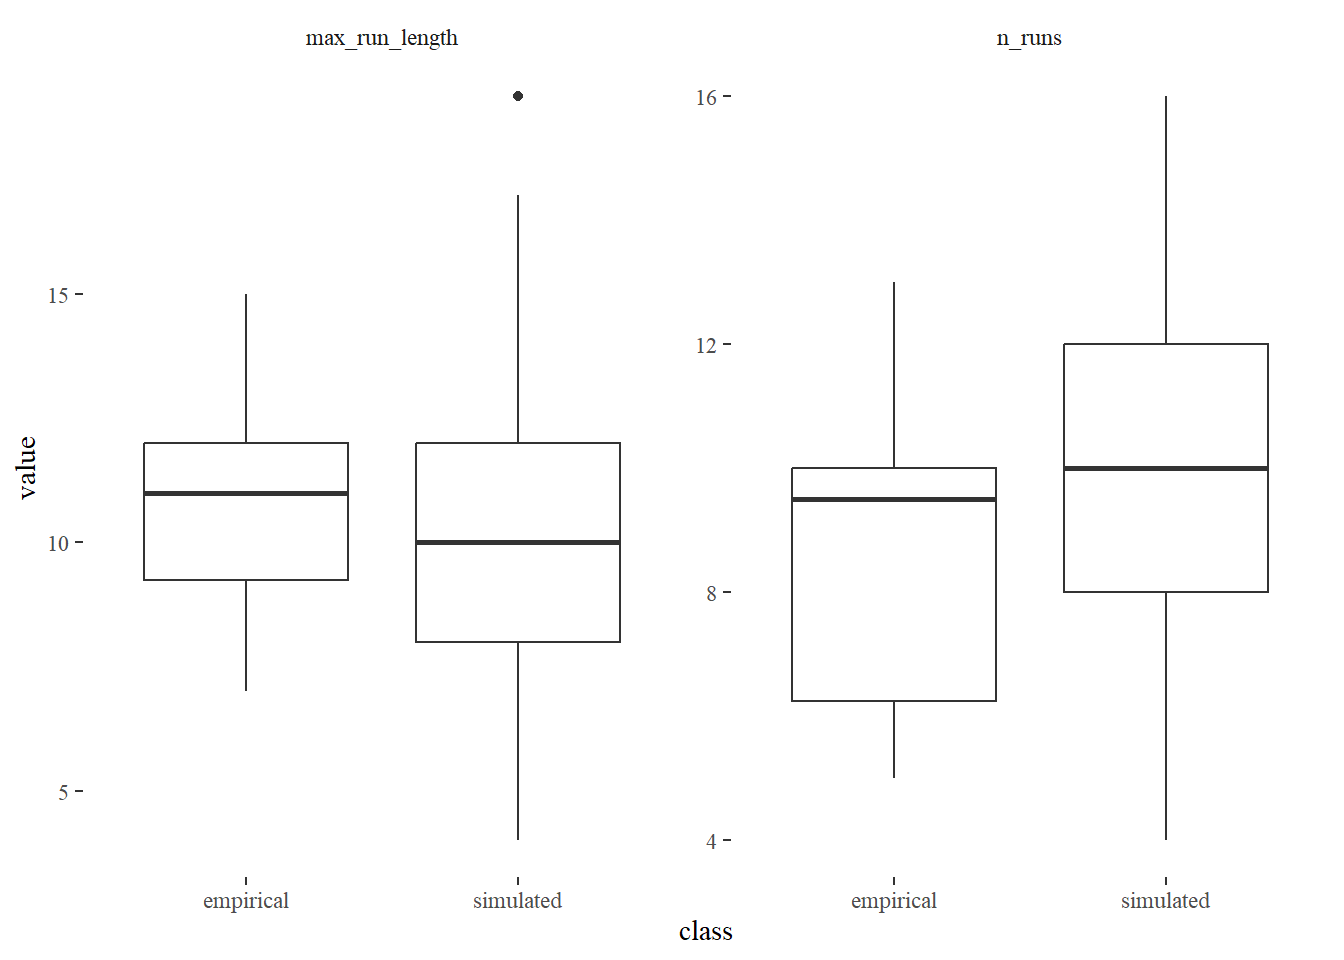 max_run_length
n_runs
value
15
10
5
16
12
8
4
empirical
simulated
empirical
simulated
class